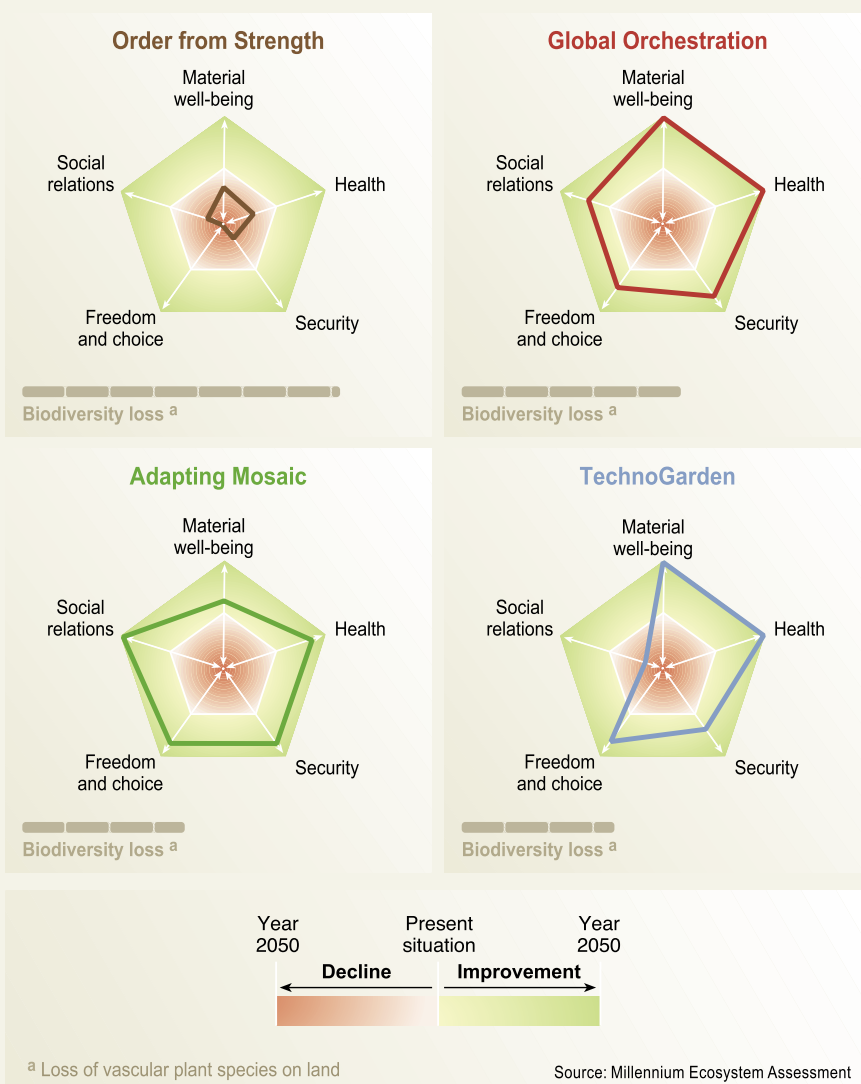 Order from Strength
Material
well-being
Social
relations
Health
Freedom
and choice
Security
Biodiversity loss a
Global Orchestration
Material
well-being
Social
relations
Health
Freedom
and choice
Security
Biodiversity loss a
Adapting Mosaic
Material
well-being
Social
relations
Health
Freedom
and choice
Security
Biodiversity loss a
TechnoGarden
Material
well-being
Social
relations
Health
Freedom
and choice
Security
Biodiversity loss a
Year
2050
Present
situation
Year
2050
Decline
Improvement
a Loss of vascular plant species on land
Source: Millennium Ecosystem Assessment